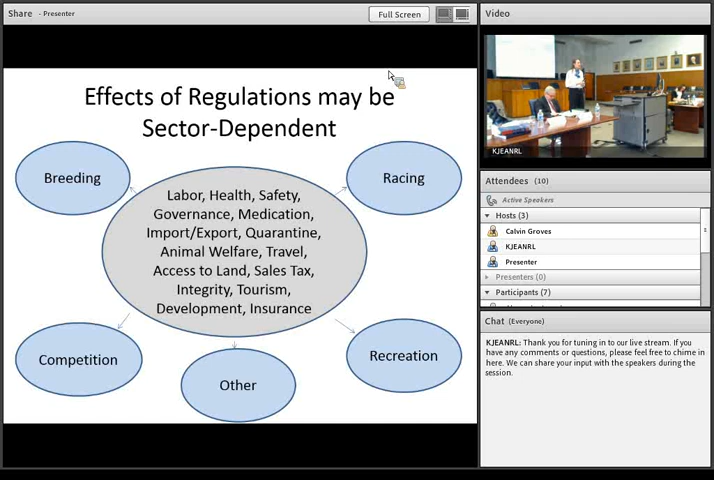 Share - Presenter
Full Screen
Effects of Regulations may be
Sector-Dependent
Breeding
Racing
Labor, Health, Safety,
Governance, Medication,
Import/Export, Quarantine,
Animal Welfare, Travel,
Access to Land, Sales Tax,
Integrity, Tourism,
Development, Insurance
Competition
Other
Recreation
Video
KJEANRL
Attendees (10)
Active Speakers
Hosts (3)
Calvin Groves
KJEANRL
Presenter
Presenters (0)
Participants (7)
Chat (Everyone)
KJEANRL: Thank you for tuning in to our live stream. If you
have any comments or questions, please feel free to chime in
here. We can share your input with the speakers during the
session.